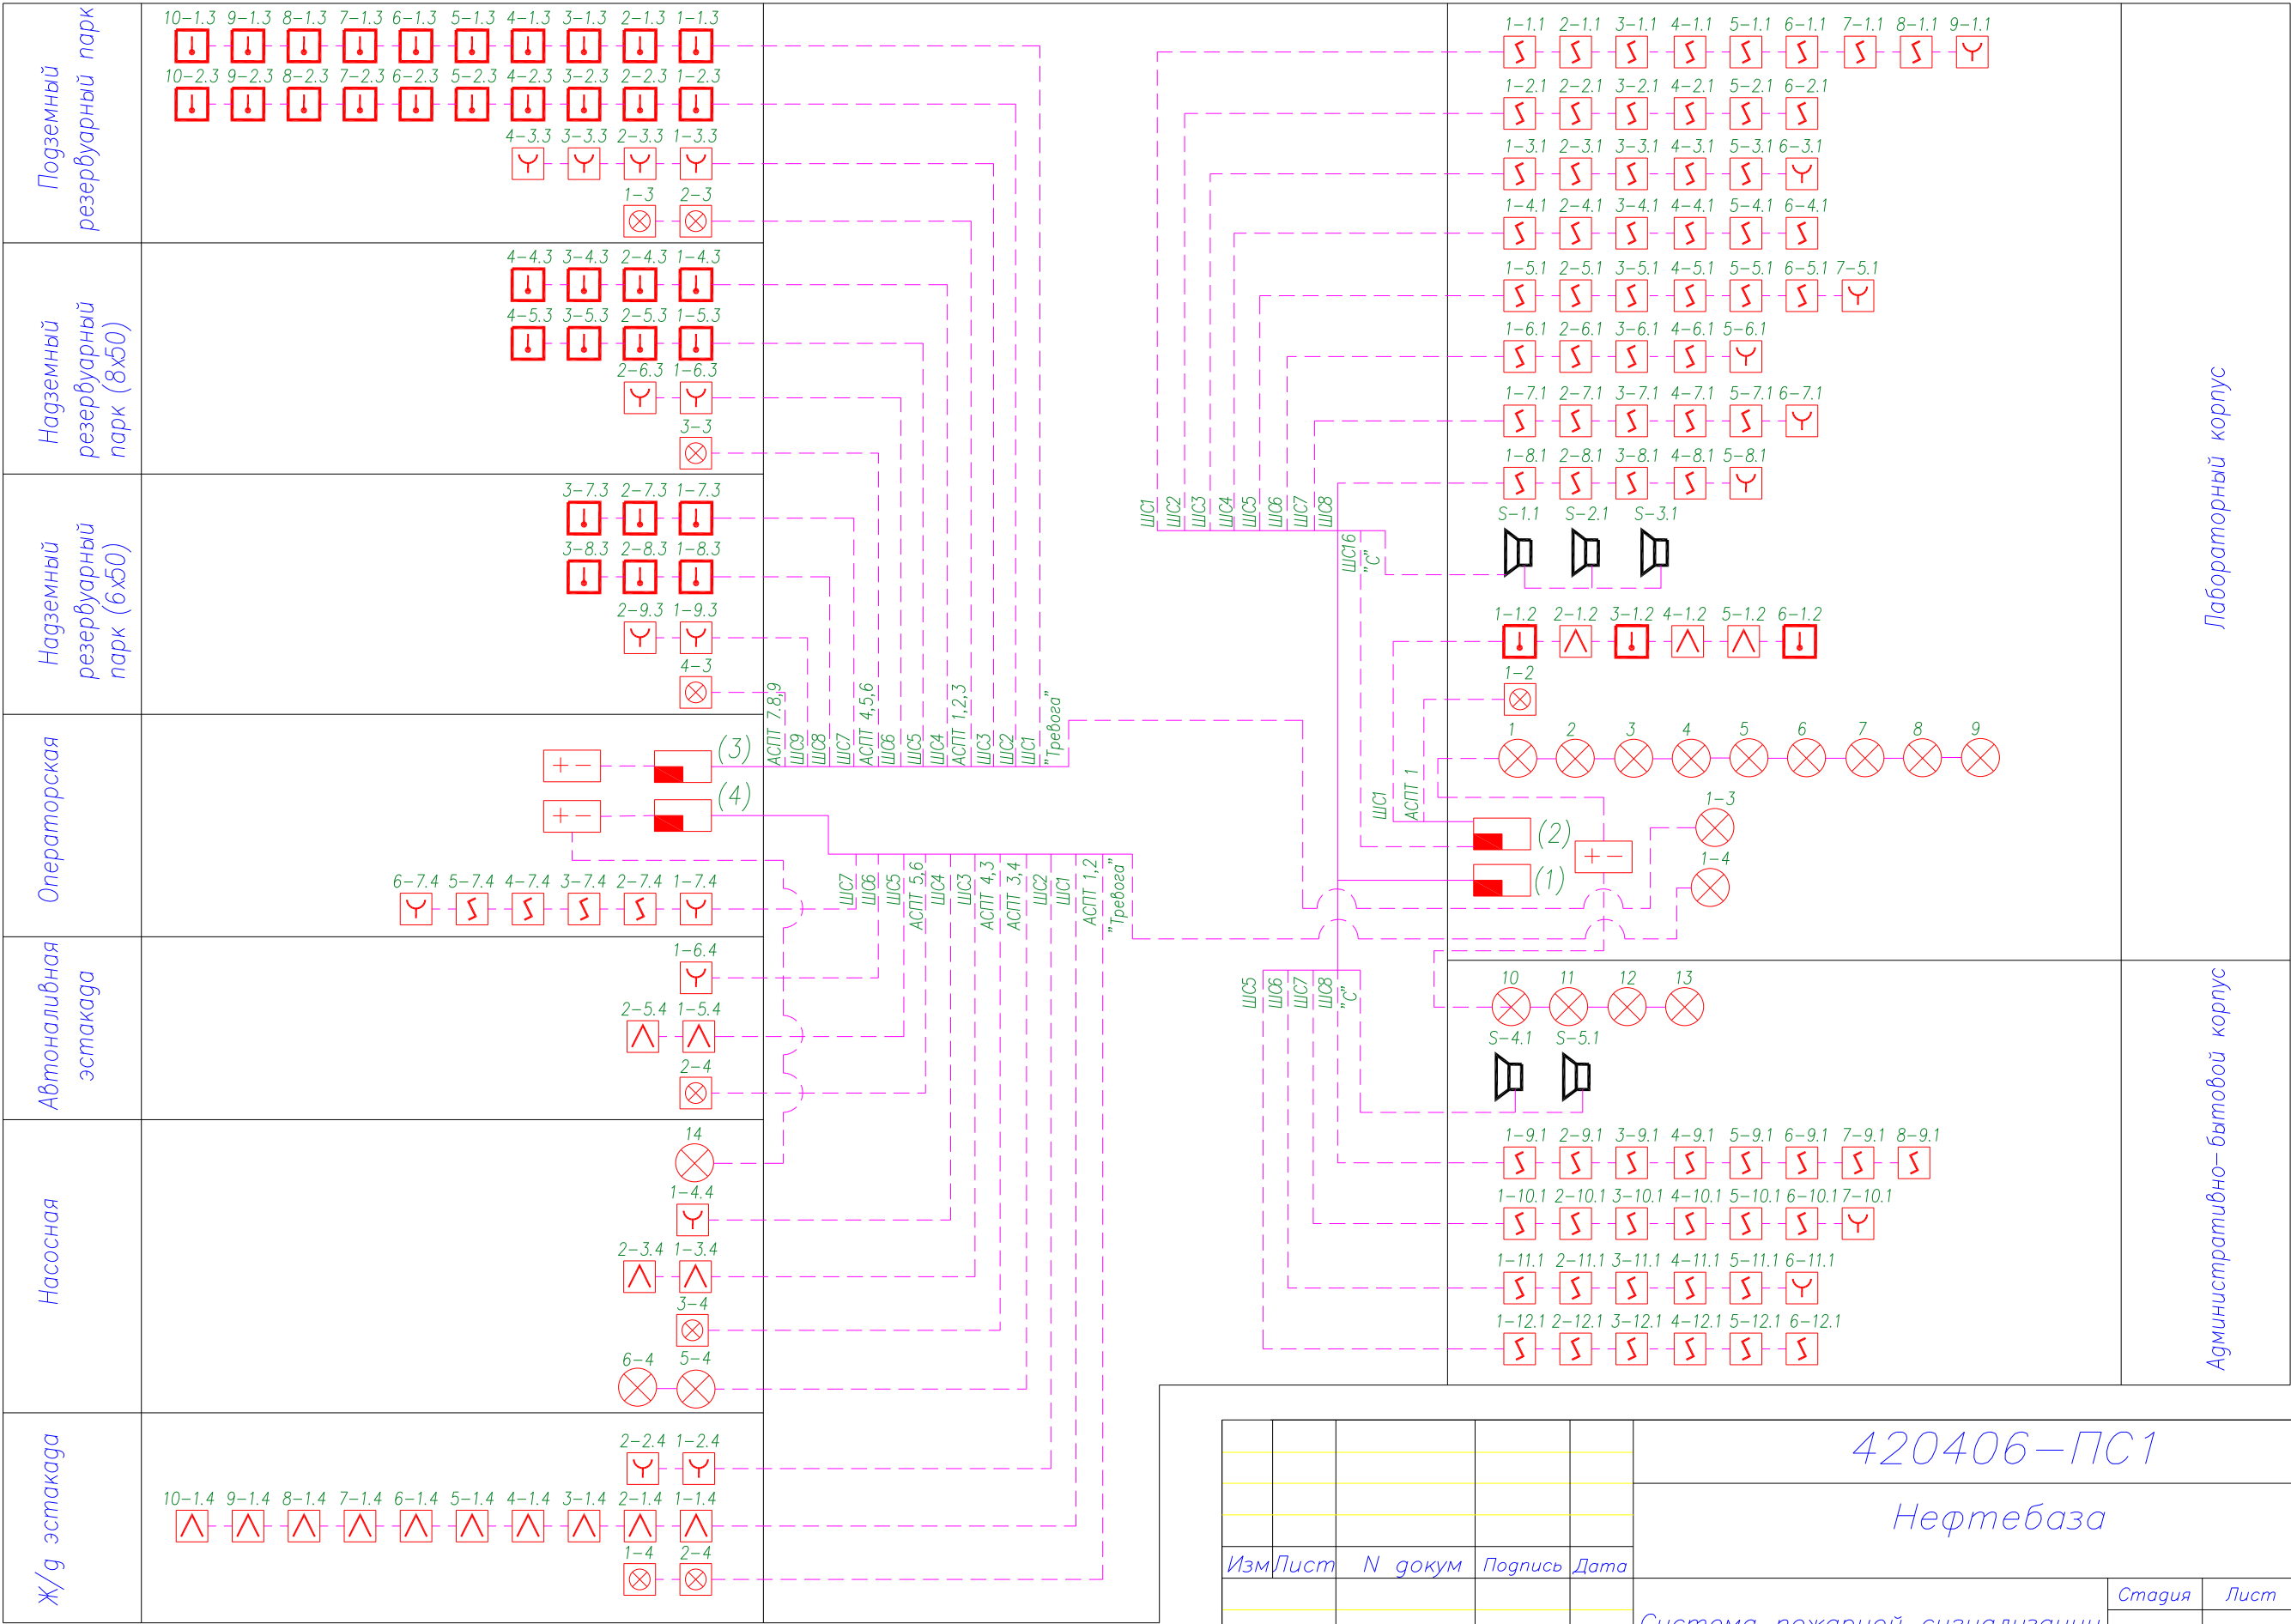 Подземный
резервуарный парк
10-1.3 9-1.3 8-1.3 7-1.3 6-1.3 5-1.3 4-1.3 3-1.3 2-1.3 1-1.3
10-2.3 9-2.3 8-2.3 7-2.3 6-2.3 5-2.3 4-2.3 3-2.3 2-2.3 1-2.3
4-3.3 3-3.3 2-3.3 1-3.3
1-3 2-3
Надземный
резервуарный
парк (8х50)
4-4.3 3-4.3 2-4.3 1-4.3
4-5.3 3-5.3 2-5.3 1-5.3
2-6.3 1-6.3
3-3
Надземный
резервуарный
парк (6х50)
3-7.3 2-7.3 1-7.3
3-8.3 2-8.3 1-8.3
2-9.3 1-9.3
4-3
Операторская
+ − (3)
+ − (4)
6-7.4 5-7.4 4-7.4 3-7.4 2-7.4 1-7.4
Автоналивная
эстакада
1-6.4
2-5.4 1-5.4
2-4
Насосная
14
1-4.4
2-3.4 1-3.4
3-4
6-4 5-4
Ж/д эстакада
2-2.4 1-2.4
10-1.4 9-1.4 8-1.4 7-1.4 6-1.4 5-1.4 4-1.4 3-1.4 2-1.4 1-1.4
1-4 2-4
АСПТ 7.8,9
ШС9
ШС8
ШС7
АСПТ 4,5,6
ШС6
ШС5
ШС4
АСПТ 1,2,3
ШС3
ШС2
ШС1
"Тревога"
ШС7
ШС6
ШС5
АСПТ 5,6
ШС4
ШС3
АСПТ 4,3
АСПТ 3,4
ШС2
ШС1
АСПТ 1,2
"Тревога"
ШС1
ШС2
ШС3
ШС4
ШС5
ШС6
ШС7
ШС8
ШС16
"С"
ШС1
АСПТ 1
ШС5
ШС6
ШС7
ШС8
"С"
Лабораторный корпус
1-1.1 2-1.1 3-1.1 4-1.1 5-1.1 6-1.1 7-1.1 8-1.1 9-1.1
1-2.1 2-2.1 3-2.1 4-2.1 5-2.1 6-2.1
1-3.1 2-3.1 3-3.1 4-3.1 5-3.1 6-3.1
1-4.1 2-4.1 3-4.1 4-4.1 5-4.1 6-4.1
1-5.1 2-5.1 3-5.1 4-5.1 5-5.1 6-5.1 7-5.1
1-6.1 2-6.1 3-6.1 4-6.1 5-6.1
1-7.1 2-7.1 3-7.1 4-7.1 5-7.1 6-7.1
1-8.1 2-8.1 3-8.1 4-8.1 5-8.1
S-1.1 S-2.1 S-3.1
1-1.2 2-1.2 3-1.2 4-1.2 5-1.2 6-1.2
1-2
1 2 3 4 5 6 7 8 9
1-3
(2)
+ −
1-4
(1)
Административно-бытовой корпус
10 11 12 13
S-4.1 S-5.1
1-9.1 2-9.1 3-9.1 4-9.1 5-9.1 6-9.1 7-9.1 8-9.1
1-10.1 2-10.1 3-10.1 4-10.1 5-10.1 6-10.1 7-10.1
1-11.1 2-11.1 3-11.1 4-11.1 5-11.1 6-11.1
1-12.1 2-12.1 3-12.1 4-12.1 5-12.1 6-12.1
420406-ПС1
Нефтебаза
Изм Лист N докум Подпись Дата
Стадия Лист
Система пожарной сигнализации